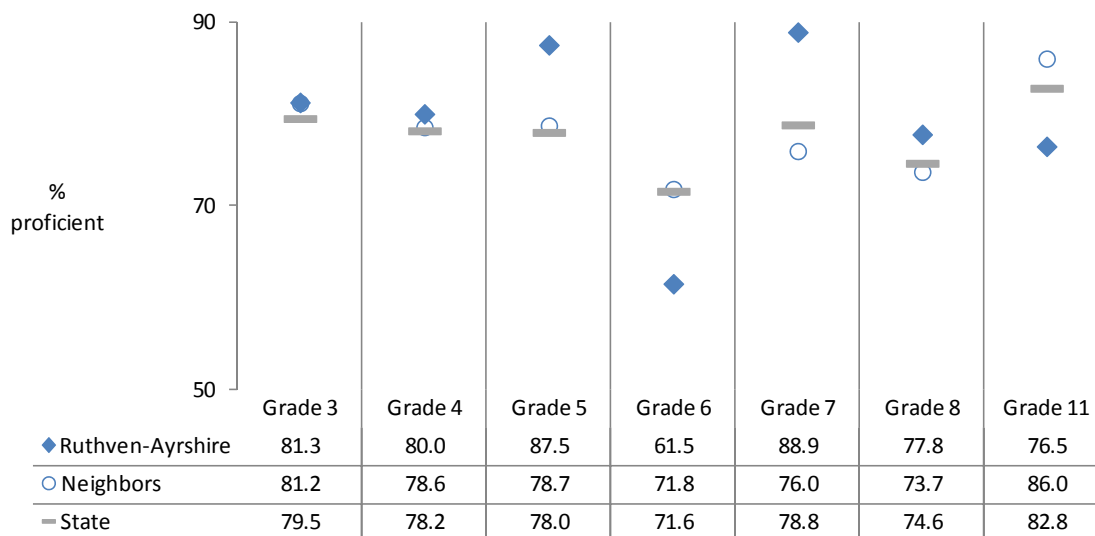 90
70
50
%
proficient
Grade 3 Grade 4 Grade 5 Grade 6 Grade 7 Grade 8 Grade 11
Ruthven-Ayrshire 81.3 80.0 87.5 61.5 88.9 77.8 76.5
Neighbors 81.2 78.6 78.7 71.8 76.0 73.7 86.0
State 79.5 78.2 78.0 71.6 78.8 74.6 82.8